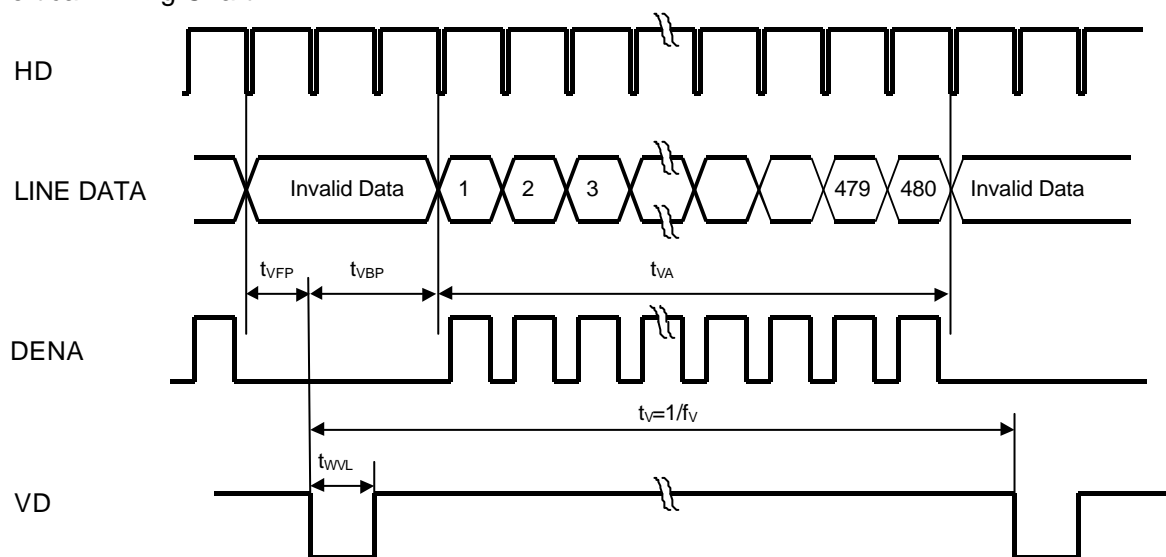 HD
LINE DATA
Invalid Data
1
2
3
479
480
Invalid Data
tVFP
tVBP
tVA
DENA
tV=1/fV
tWVL
VD